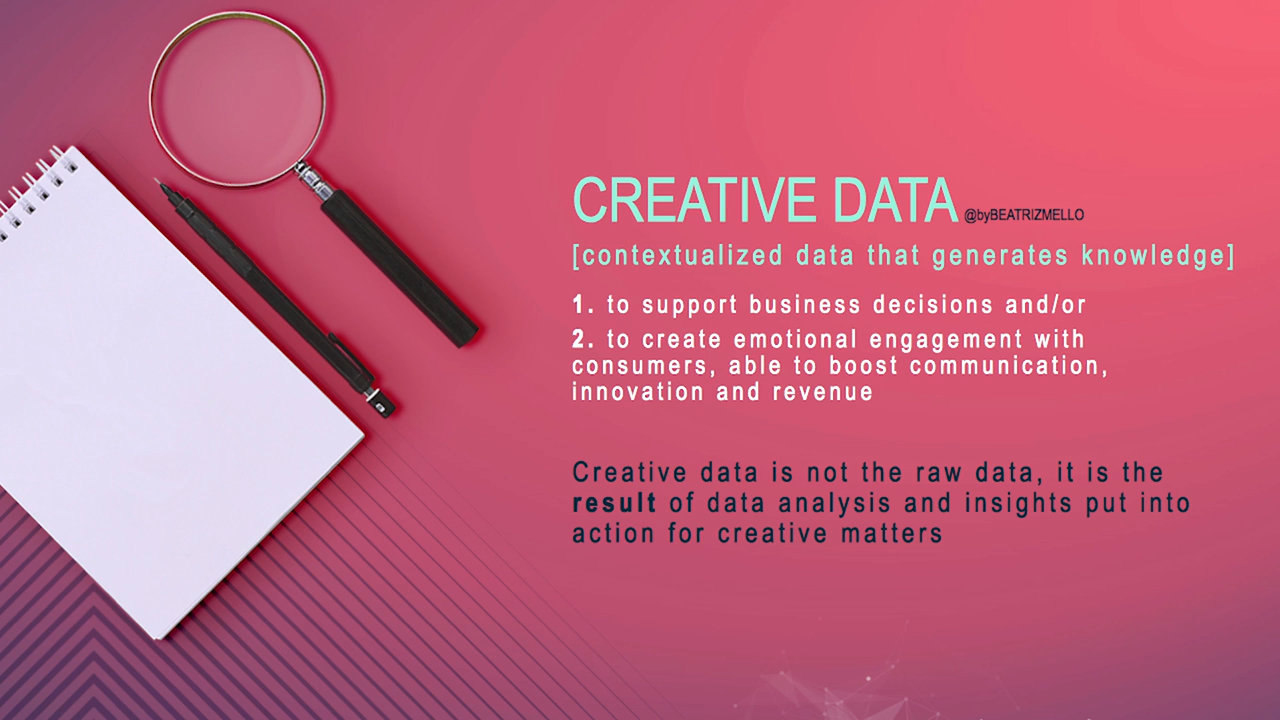 CREATIVE DATA @byBEATRIZMELLO
[contextualized data that generates knowledge]
1. to support business decisions and/or
2. to create emotional engagement with
consumers, able to boost communication,
innovation and revenue
Creative data is not the raw data, it is the
result of data analysis and insights put into
action for creative matters